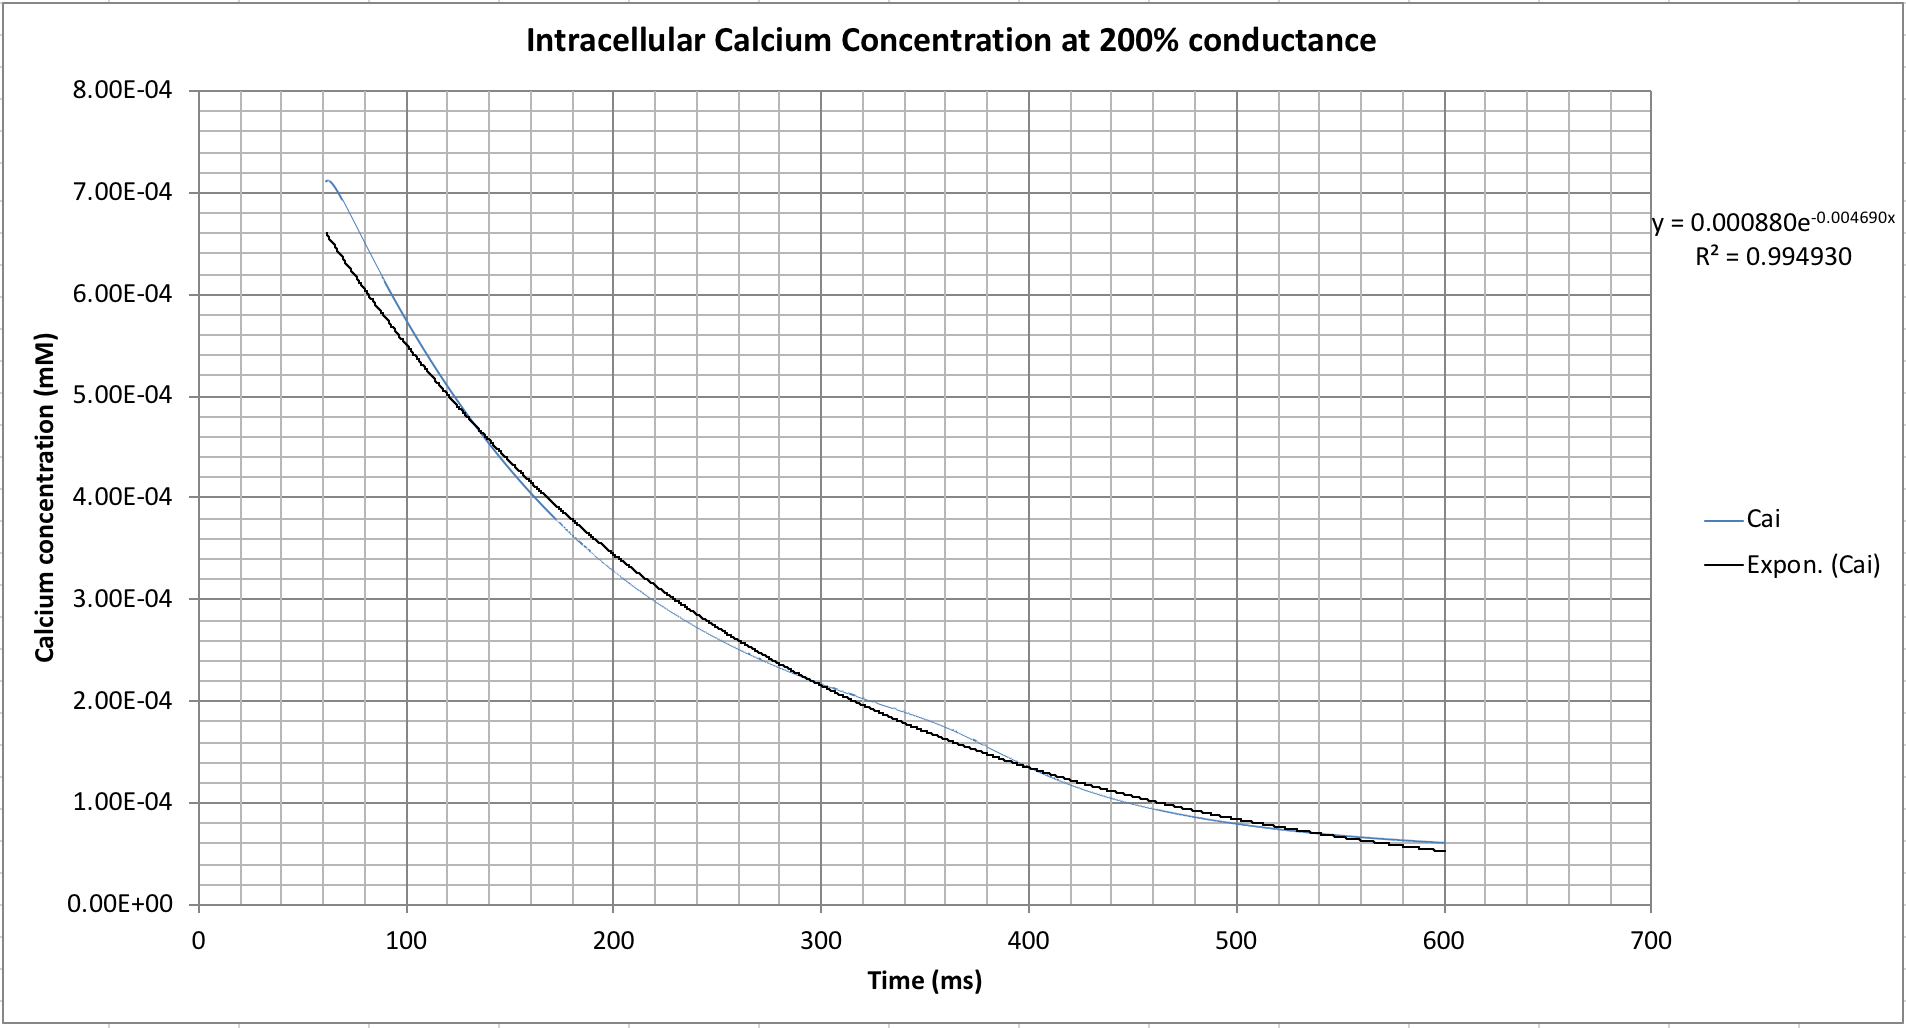 Intracellular Calcium Concentration at 200% conductance
8.00E-04
7.00E-04
6.00E-04
5.00E-04
4.00E-04
3.00E-04
2.00E-04
1.00E-04
0.00E+00
Calcium concentration (mM)
0 100 200 300 400 500 600 700
Time (ms)
y = 0.000880e^-0.004690x
R² = 0.994930
Cai
Expon. (Cai)